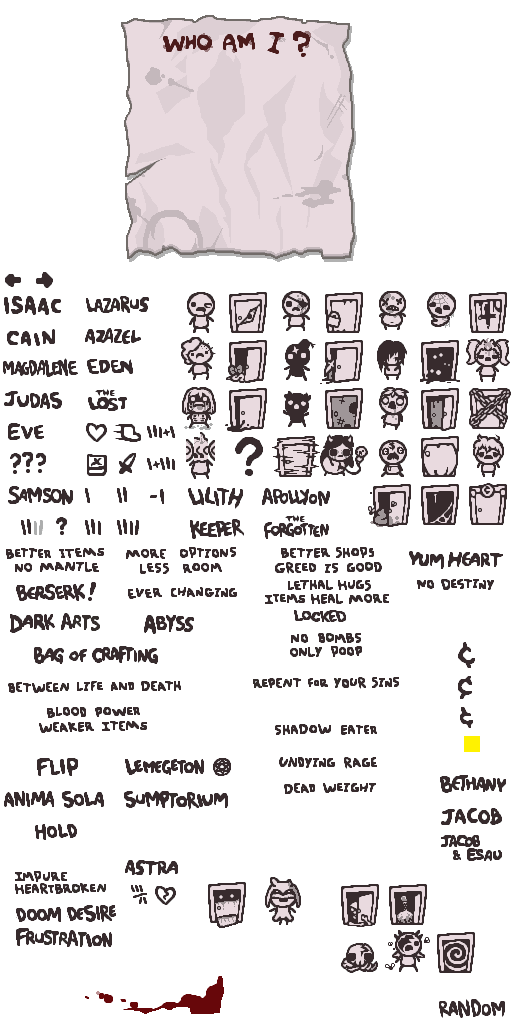 WHO AM I ?
ISAAC LAZARUS
CAIN AZAZEL
MAGDALENE EDEN
JUDAS THE LOST
EVE |||+|
??? |+||| ?
SAMSON | || -| LILITH APOLLYON
|||| ? ||| |||| KEEPER THE FORGOTTEN
BETTER ITEMS
NO MANTLE
MORE OPTIONS
LESS ROOM
BETTER SHOPS
GREED IS GOOD
YUM HEART
BERSERK!
EVER CHANGING
LETHAL HUGS
ITEMS HEAL MORE
NO DESTINY
LOCKED
DARK ARTS ABYSS
NO BOMBS
ONLY POOP
BAG OF CRAFTING
¢
BETWEEN LIFE AND DEATH
REPENT FOR YOUR SINS
¢
BLOOD POWER
WEAKER ITEMS
¢
SHADOW EATER
FLIP LEMEGETON
UNDYING RAGE
ANIMA SOLA SUMPTORIUM
DEAD WEIGHT
BETHANY
HOLD
JACOB
JACOB
& ESAU
IMPURE
HEARTBROKEN
ASTRA
DOOM DESIRE
FRUSTRATION
RANDOM